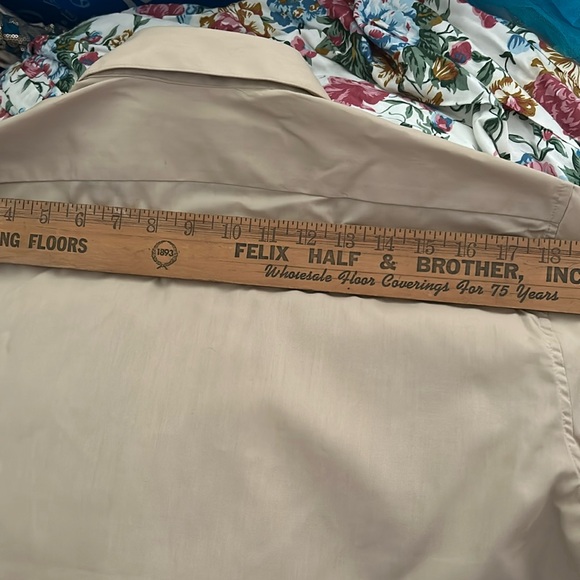 4 5 6 7 8 9 10 11 12 13 14 15 16 17 18
NG FLOORS 1893 FELIX HALF & BROTHER, INC
Wholesale Floor Coverings For 75 Years